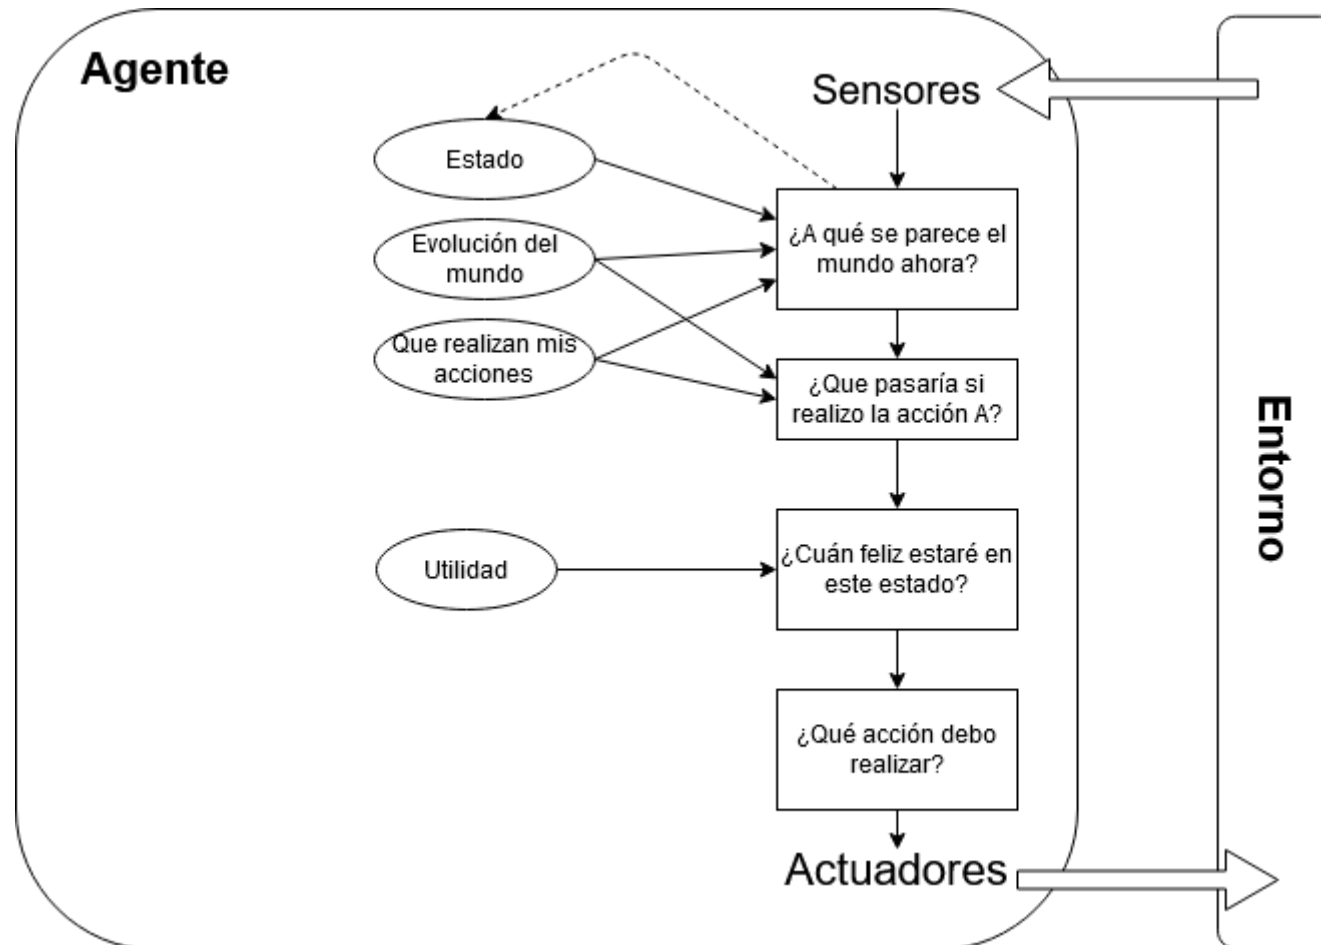 Agente
Sensores
Estado
¿A qué se parece el
mundo ahora?
Evolución del
mundo
Que realizan mis
acciones
¿Que pasaría si
realizo la acción A?
Entorno
¿Cuán feliz estaré en
este estado?
Utilidad
¿Qué acción debo
realizar?
Actuadores